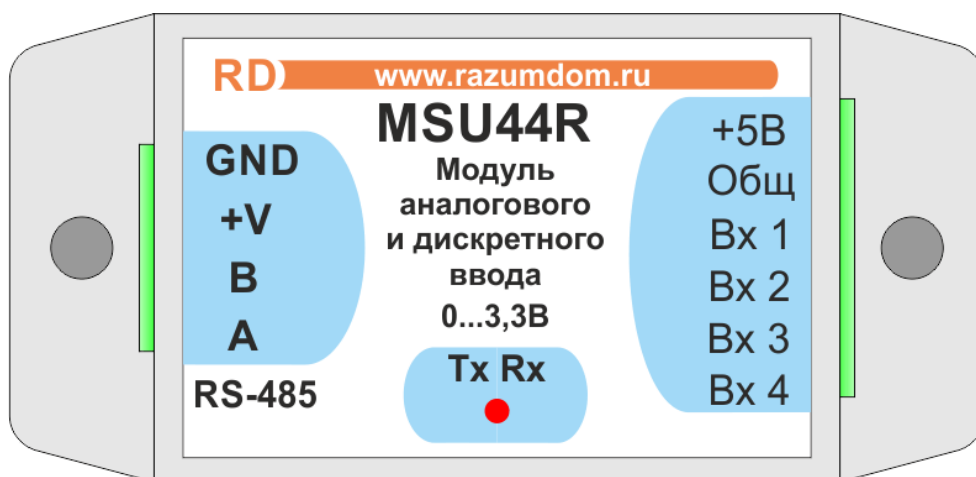 RD
www.razumdom.ru
MSU44R
Модуль
аналогового
и дискретного
ввода
0...3,3В
GND
+V
B
A
RS-485
Tx Rx
+5В
Общ
Вх 1
Вх 2
Вх 3
Вх 4